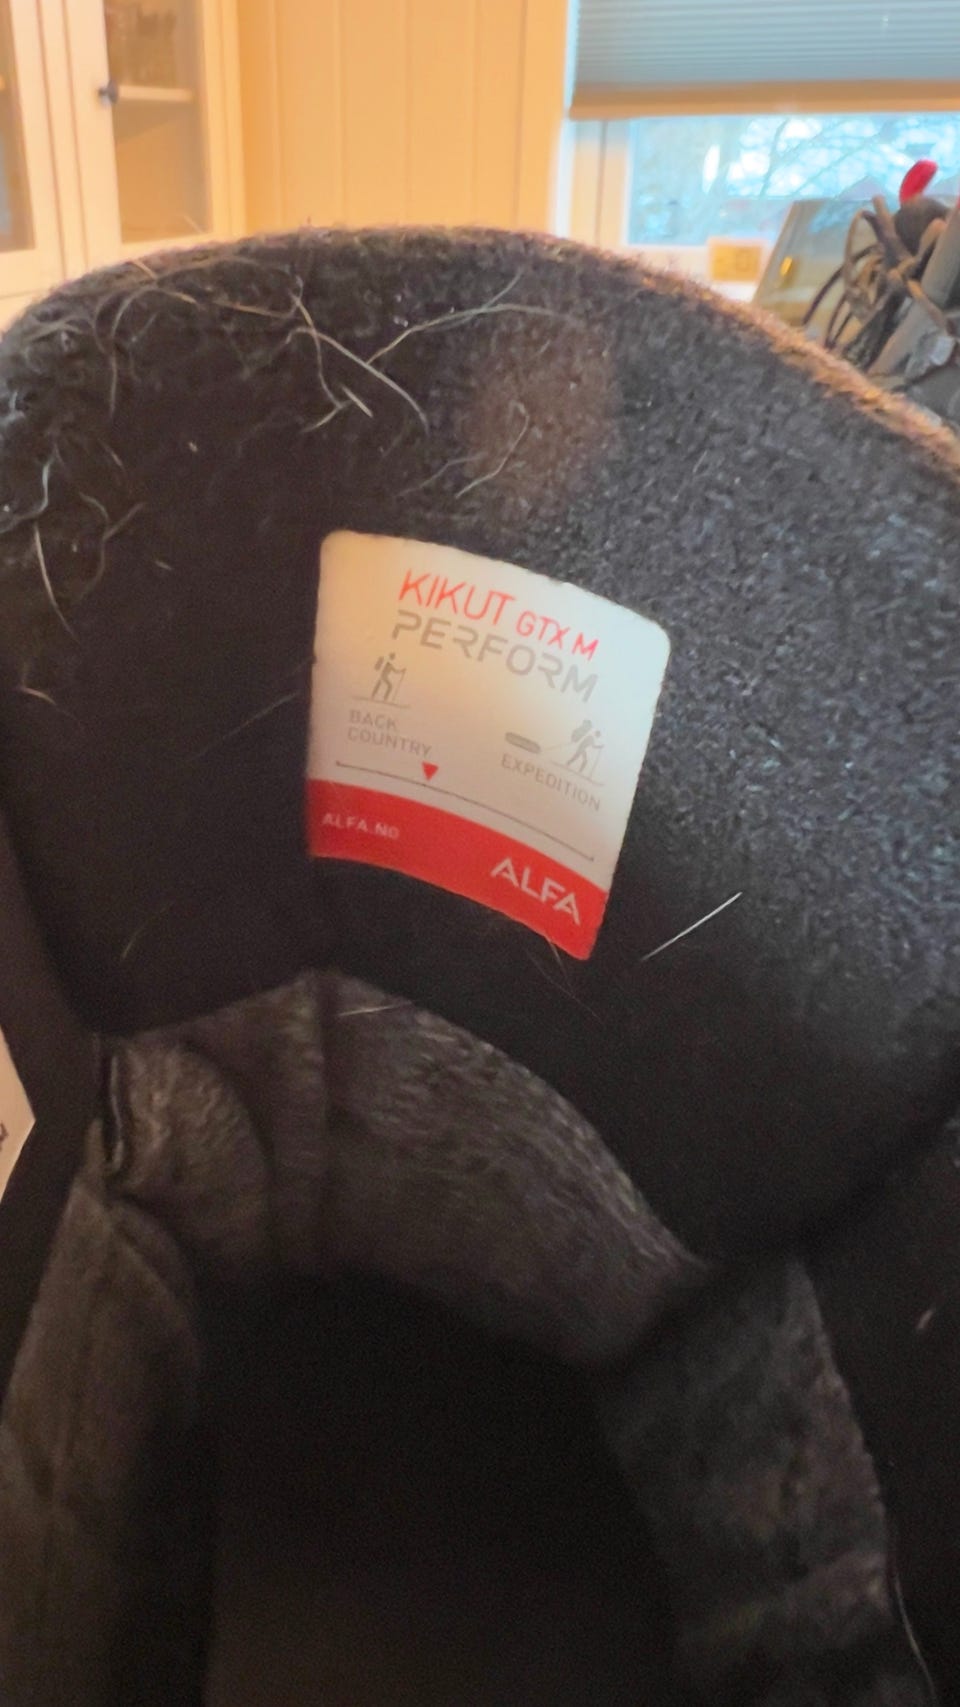 KIKUT GTX M
PERFORM
BACK
COUNTRY
EXPEDITION
ALFA.NO
ALFA